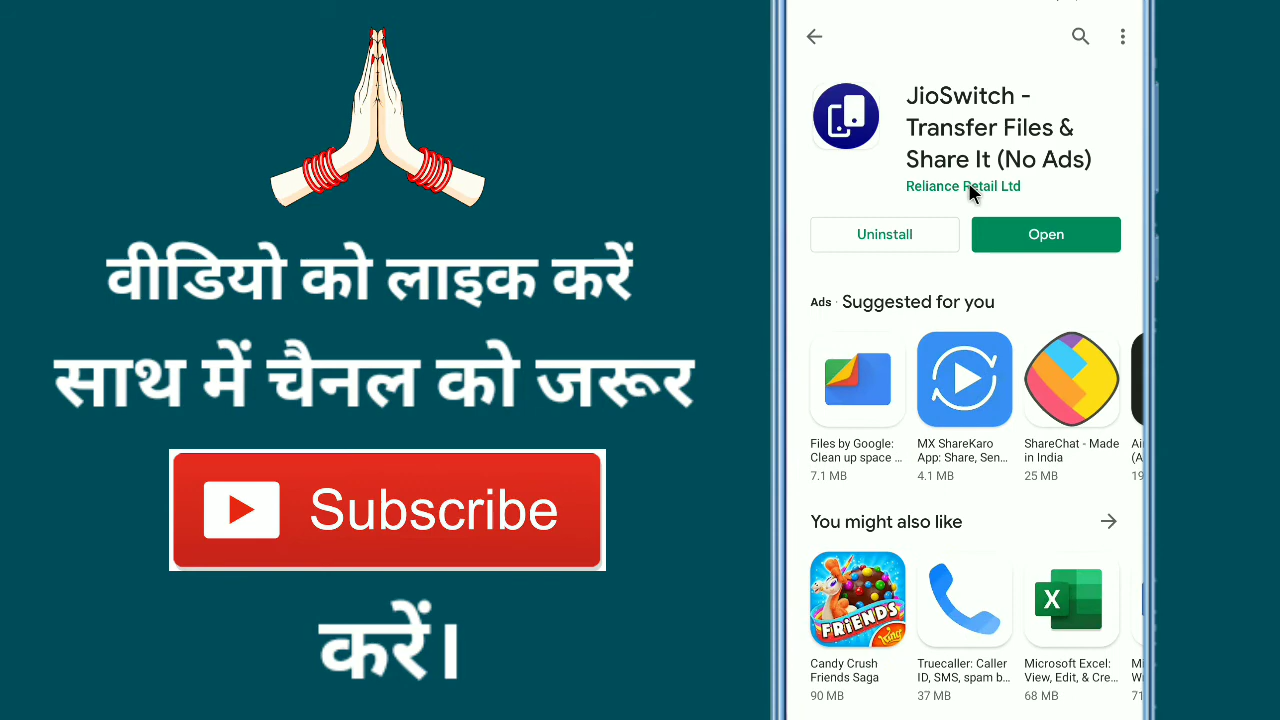 वीडियो को लाइक करें
साथ में चैनल को जरूर
Subscribe
करें।
JioSwitch -
Transfer Files &
Share It (No Ads)
Reliance Retail Ltd
Uninstall
Open
Ads · Suggested for you
Files by Google:
Clean up space ...
7.1 MB
MX ShareKaro
App: Share, Sen...
4.1 MB
ShareChat - Made
in India
25 MB
You might also like
FRiENDS
King
Candy Crush
Friends Saga
90 MB
Truecaller: Caller
ID, SMS, spam b...
37 MB
X
Microsoft Excel:
View, Edit, & Cre...
68 MB